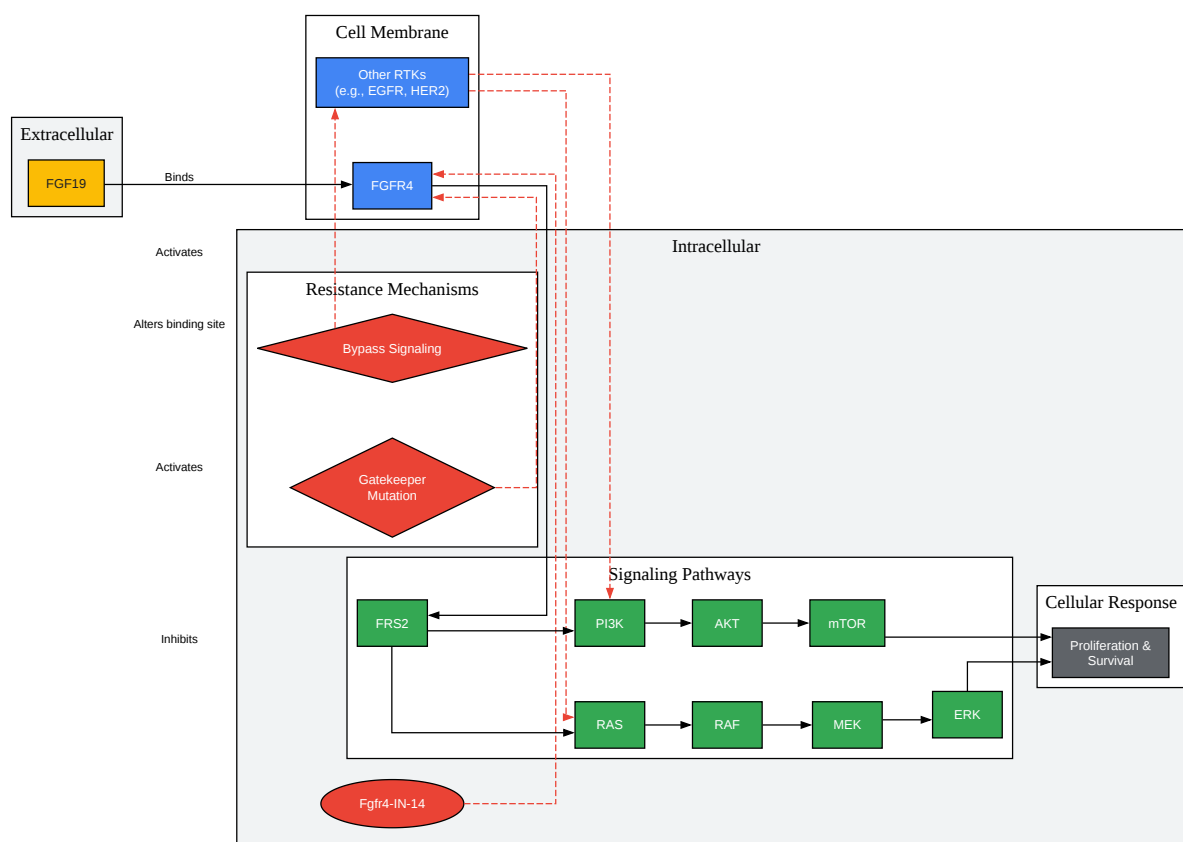 Cell Membrane
Other RTKs
(e.g., EGFR, HER2)
Extracellular
FGF19
Binds
FGFR4
Activates
Intracellular
Resistance Mechanisms
Alters binding site
Bypass Signaling
Activates
Gatekeeper
Mutation
Signaling Pathways
Cellular Response
Inhibits
FRS2
PI3K
AKT
mTOR
Proliferation &
Survival
RAS
RAF
MEK
ERK
Fgfr4-IN-14